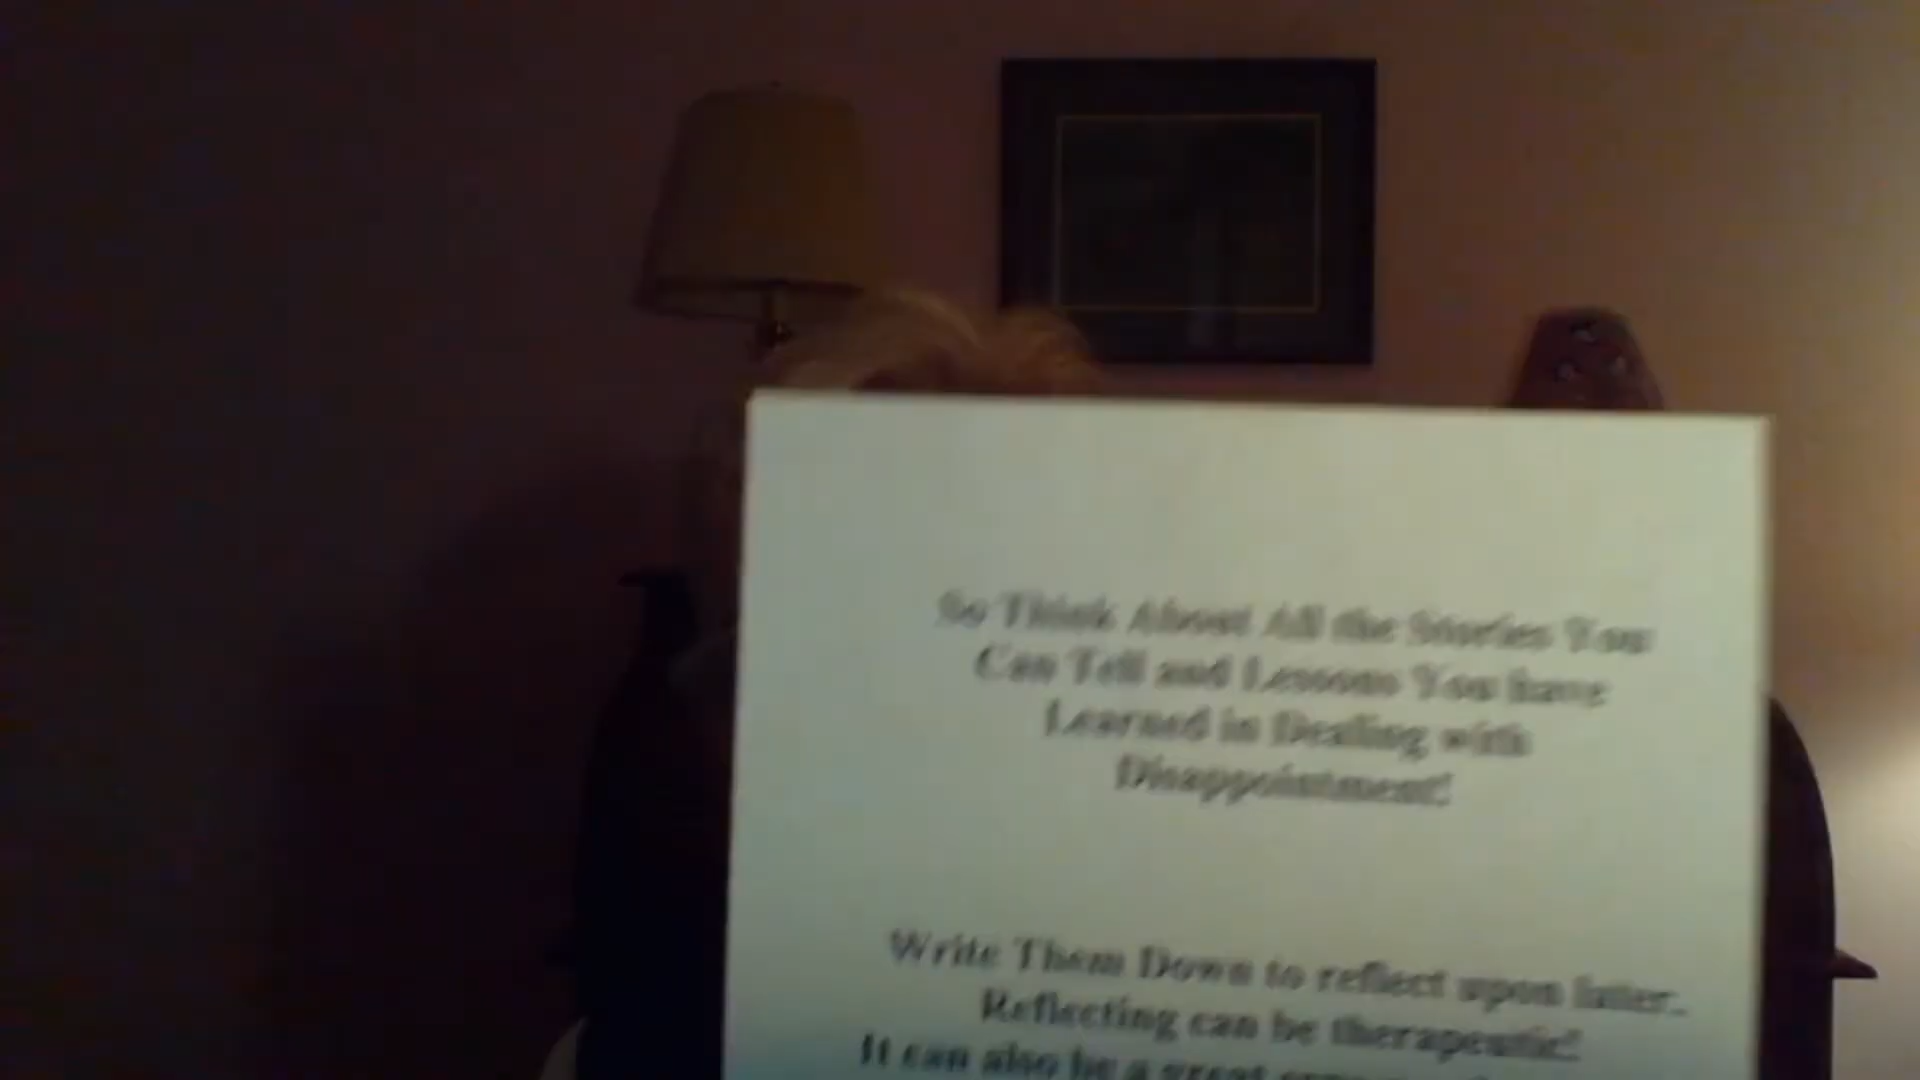 So Think About All the Stories You
Can Tell and Lessons You have
Learned in Dealing with
Disappointment!
Write Them Down to reflect upon later.
Reflecting can be therapeutic!
It can also be a great